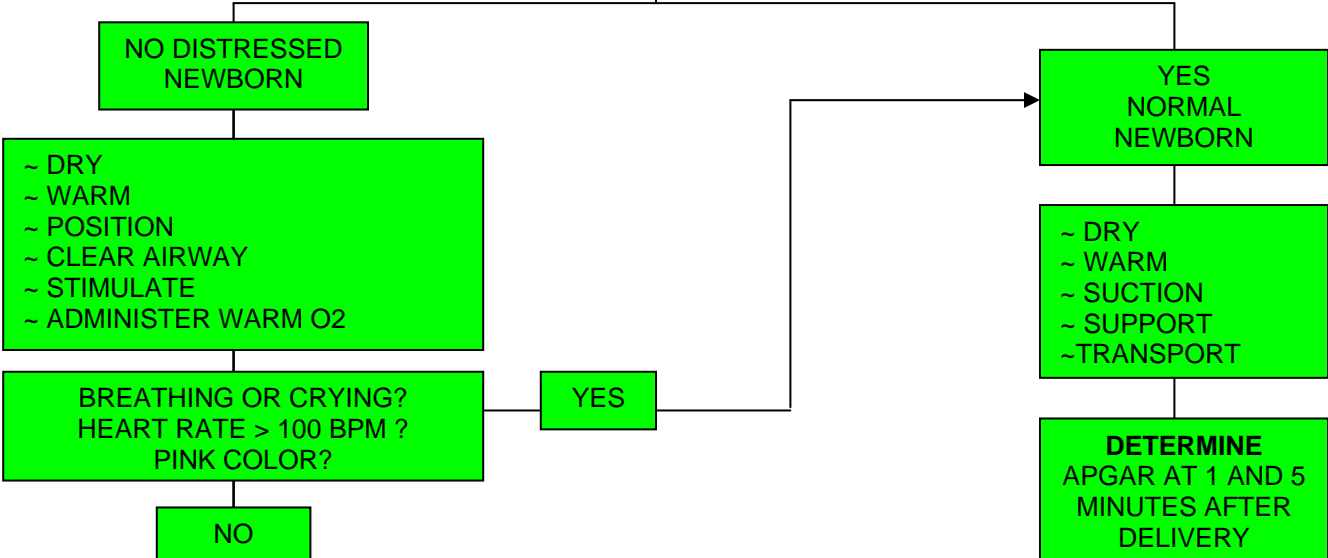 NO DISTRESSED
NEWBORN
~ DRY
~ WARM
~ POSITION
~ CLEAR AIRWAY
~ STIMULATE
~ ADMINISTER WARM O2
BREATHING OR CRYING?
HEART RATE > 100 BPM ?
PINK COLOR?
YES
NO
YES
NORMAL
NEWBORN
~ DRY
~ WARM
~ SUCTION
~ SUPPORT
~TRANSPORT
DETERMINE
APGAR AT 1 AND 5
MINUTES AFTER
DELIVERY